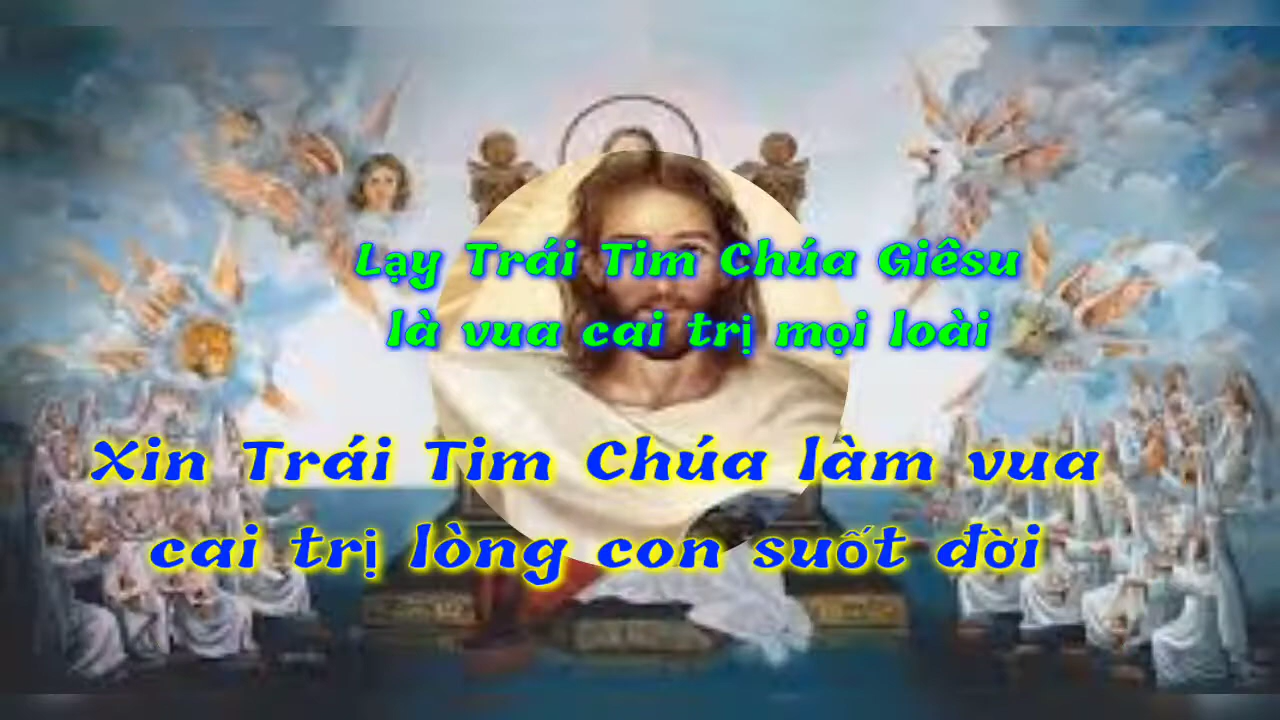 Lạy Trái Tim Chúa Giêsu
là vua cai trị mọi loài
Xin Trái Tim Chúa làm vua
cai trị lòng con suốt đời